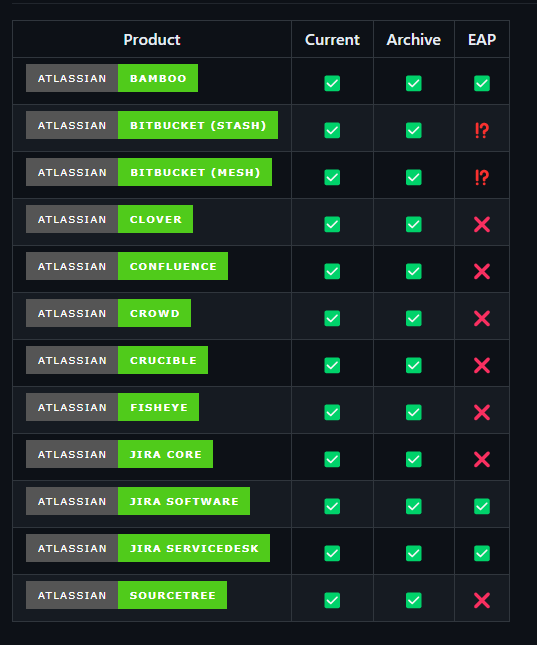 Product Current Archive EAP
ATLASSIAN BAMBOO ✅ ✅ ✅
ATLASSIAN BITBUCKET (STASH) ✅ ✅ ⁉
ATLASSIAN BITBUCKET (MESH) ✅ ✅ ⁉
ATLASSIAN CLOVER ✅ ✅ ❌
ATLASSIAN CONFLUENCE ✅ ✅ ❌
ATLASSIAN CROWD ✅ ✅ ❌
ATLASSIAN CRUCIBLE ✅ ✅ ❌
ATLASSIAN FISHEYE ✅ ✅ ❌
ATLASSIAN JIRA CORE ✅ ✅ ❌
ATLASSIAN JIRA SOFTWARE ✅ ✅ ✅
ATLASSIAN JIRA SERVICEDESK ✅ ✅ ✅
ATLASSIAN SOURCETREE ✅ ✅ ❌